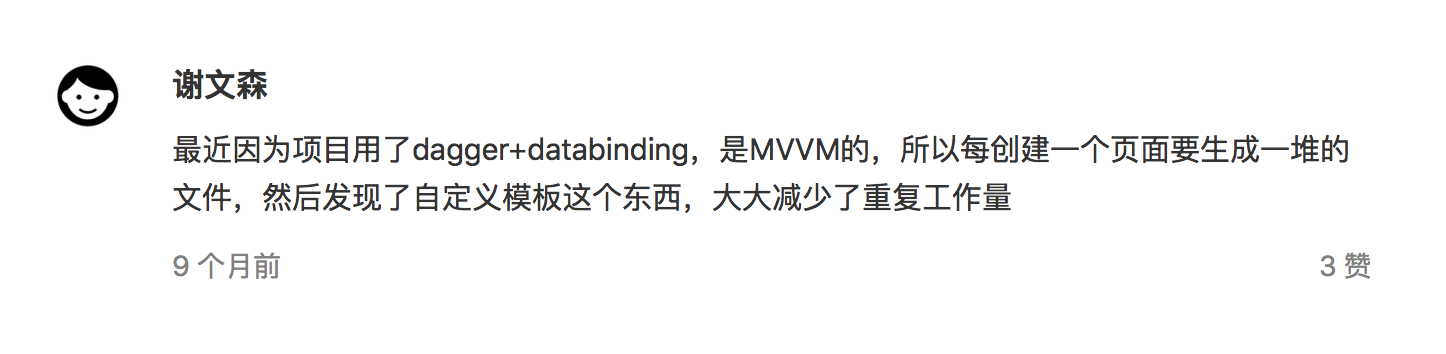 谢文森
最近因为项目用了dagger+databinding，是MVVM的，所以每创建一个页面要生成一堆的
文件，然后发现了自定义模板这个东西，大大减少了重复工作量
9 个月前
3 赞